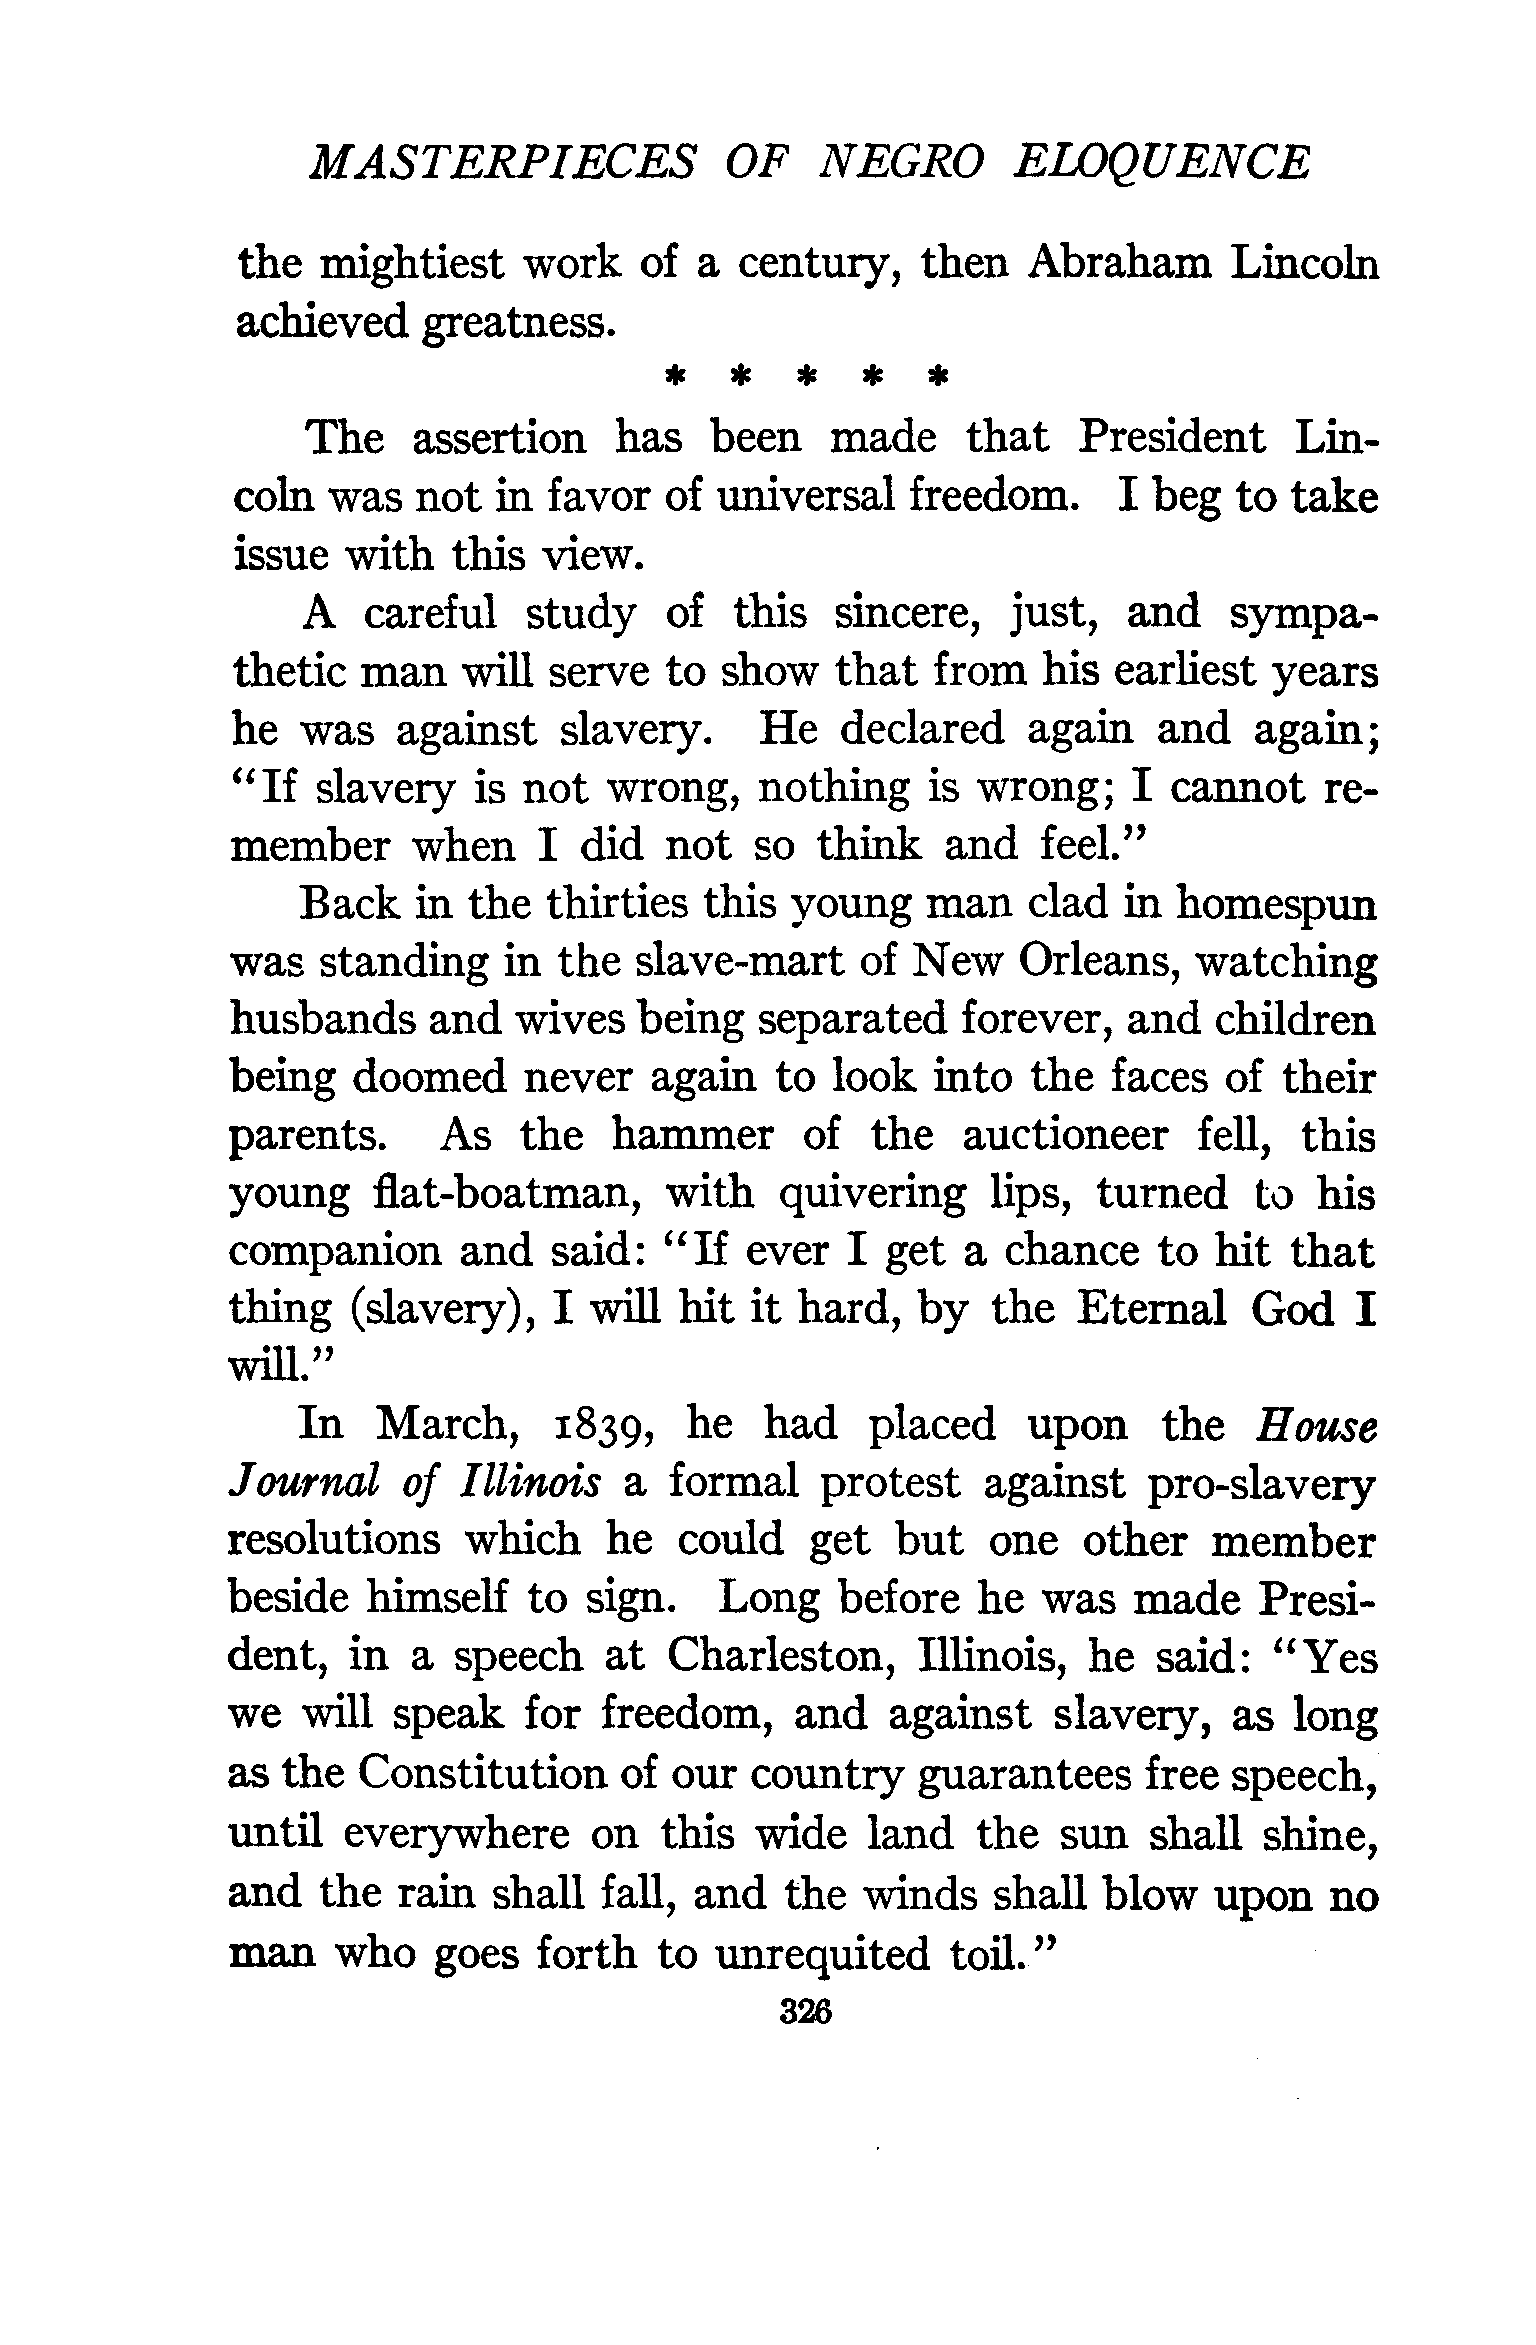 MASTERPIECES OF NEGRO ELOQUENCE
the mightiest work of a century, then Abraham Lincoln
achieved greatness.
* * * * *
The assertion has been made that President Lin-
coln was not in favor of universal freedom. I beg to take
issue with this view.
A careful study of this sincere, just, and sympa-
thetic man will serve to show that from his earliest years
he was against slavery. He declared again and again;
“If slavery is not wrong, nothing is wrong; I cannot re-
member when I did not so think and feel.”
Back in the thirties this young man clad in homespun
was standing in the slave-mart of New Orleans, watching
husbands and wives being separated forever, and children
being doomed never again to look into the faces of their
parents. As the hammer of the auctioneer fell, this
young flat-boatman, with quivering lips, turned to his
companion and said: “If ever I get a chance to hit that
thing (slavery), I will hit it hard, by the Eternal God I
will.”
In March, 1839, he had placed upon the House
Journal of Illinois a formal protest against pro-slavery
resolutions which he could get but one other member
beside himself to sign. Long before he was made Presi-
dent, in a speech at Charleston, Illinois, he said: “Yes
we will speak for freedom, and against slavery, as long
as the Constitution of our country guarantees free speech,
until everywhere on this wide land the sun shall shine,
and the rain shall fall, and the winds shall blow upon no
man who goes forth to unrequited toil.”
326